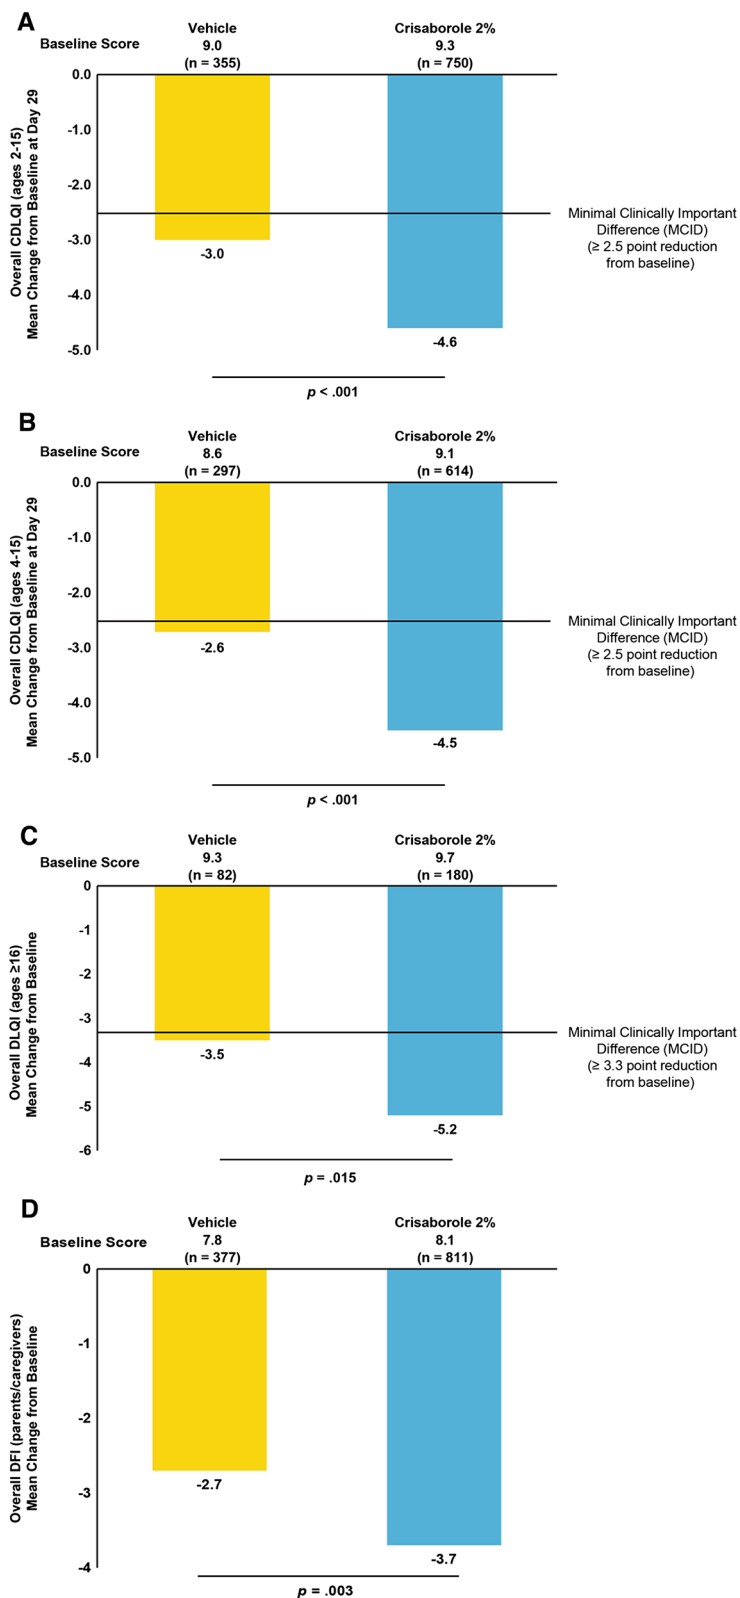 A
Vehicle
Crisaborole 2%
Baseline Score
9.0
9.3
(n = 355)
(n = 750)
Overall CDLQI (ages 2-15)
Mean Change from Baseline at Day 29
0.0
-1.0
-2.0
-3.0
-4.0
-5.0
-3.0
-4.6
Minimal Clinically Important
Difference (MCID)
(≥ 2.5 point reduction
from baseline)
p < .001
B
Vehicle
Crisaborole 2%
Baseline Score
8.6
9.1
(n = 297)
(n = 614)
Overall CDLQI (ages 4-15)
Mean Change from Baseline at Day 29
0.0
-1.0
-2.0
-3.0
-4.0
-5.0
-2.6
-4.5
Minimal Clinically Important
Difference (MCID)
(≥ 2.5 point reduction
from baseline)
p < .001
C
Vehicle
Crisaborole 2%
Baseline Score
9.3
9.7
(n = 82)
(n = 180)
Overall DLQI (ages ≥16)
Mean Change from Baseline
0
-1
-2
-3
-4
-5
-6
-3.5
-5.2
Minimal Clinically Important
Difference (MCID)
(≥ 3.3 point reduction
from baseline)
p = .015
D
Vehicle
Crisaborole 2%
Baseline Score
7.8
8.1
(n = 377)
(n = 811)
Overall DFI (parents/caregivers)
Mean Change from Baseline
0
-1
-2
-3
-4
-2.7
-3.7
p = .003